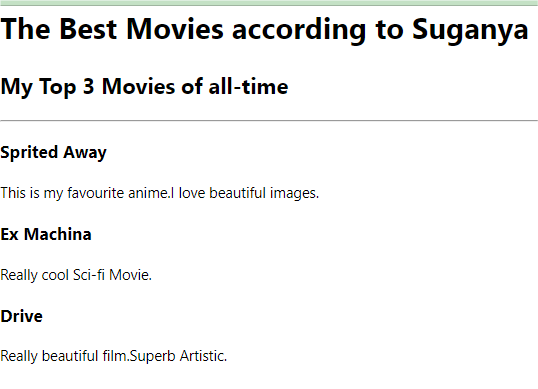 The Best Movies according to Suganya
My Top 3 Movies of all-time
Sprited Away
This is my favourite anime.I love beautiful images.
Ex Machina
Really cool Sci-fi Movie.
Drive
Really beautiful film.Superb Artistic.